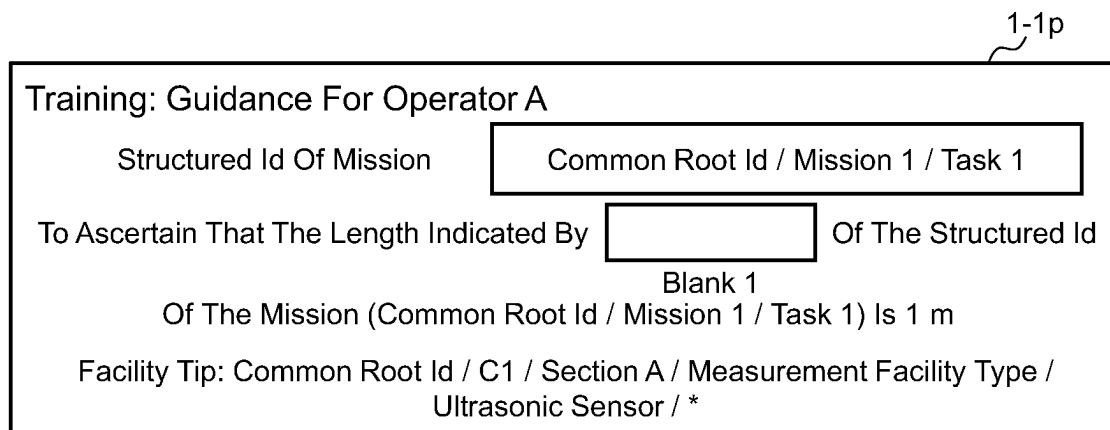 1-1p
Training: Guidance For Operator A
Structured Id Of Mission Common Root Id / Mission 1 / Task 1
To Ascertain That The Length Indicated By Of The Structured Id
Blank 1
Of The Mission (Common Root Id / Mission 1 / Task 1) Is 1 m
Facility Tip: Common Root Id / C1 / Section A / Measurement Facility Type /
Ultrasonic Sensor / *